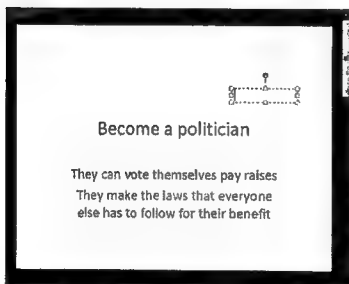 Become a politician
They can vote themselves pay raises
They make the laws that everyone
else has to follow for their benefit